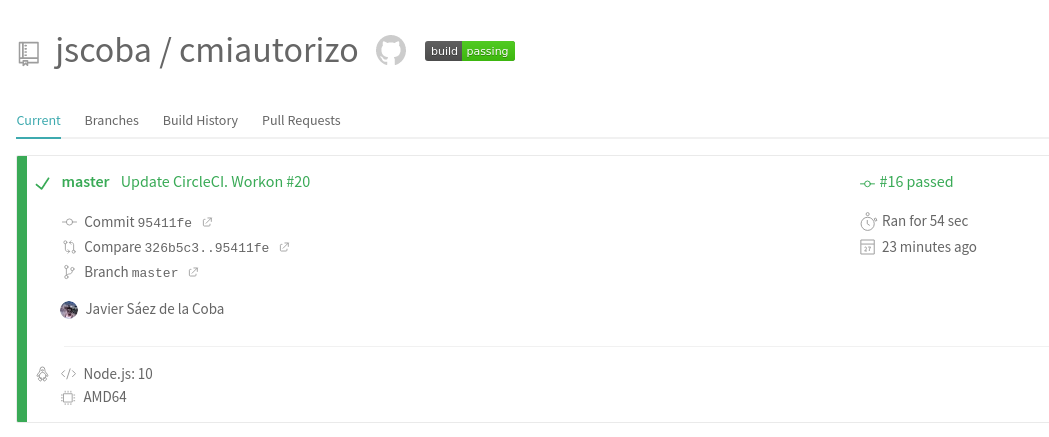 jscoba / cmiautorizo build passing
Current Branches Build History Pull Requests
master Update CircleCI. Workon #20 #16 passed
Commit 95411fe Ran for 54 sec
Compare 326b5c3..95411fe 23 minutes ago
Branch master
Javier Sáez de la Coba
Node.js: 10
AMD64